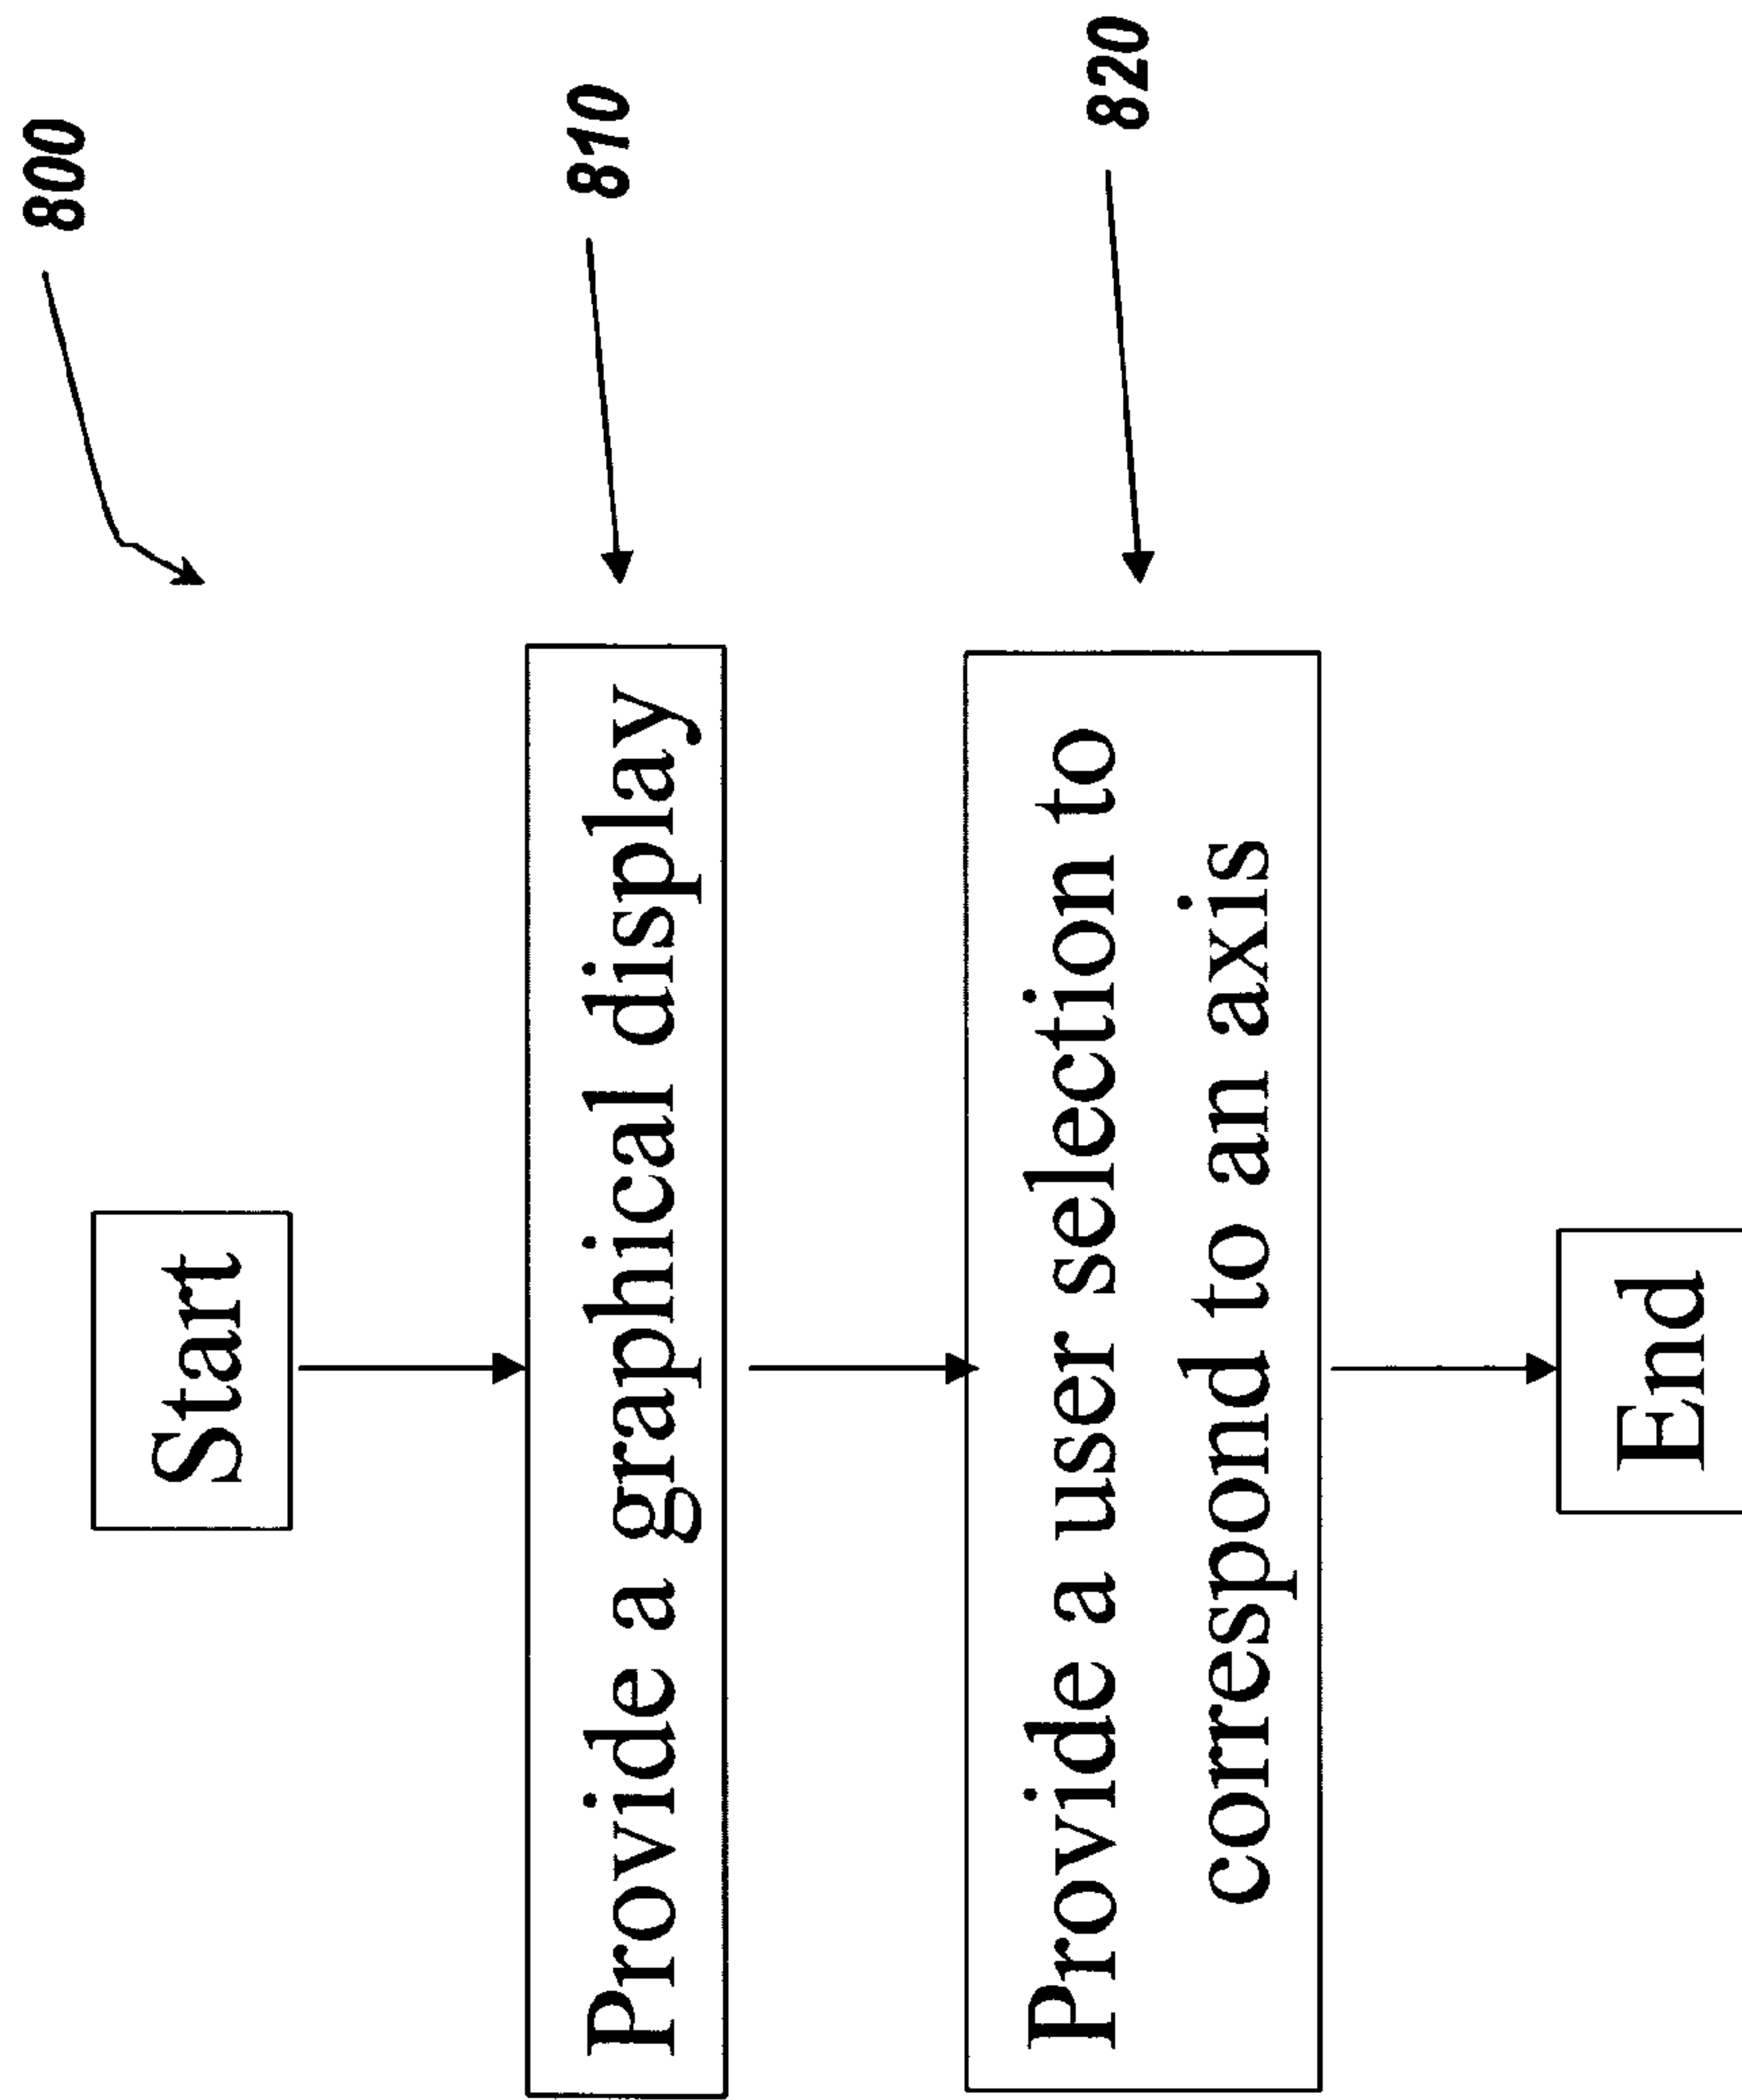 800
Start
810
Provide a graphical display
820
Provide a user selection to
correspond to an axis
End